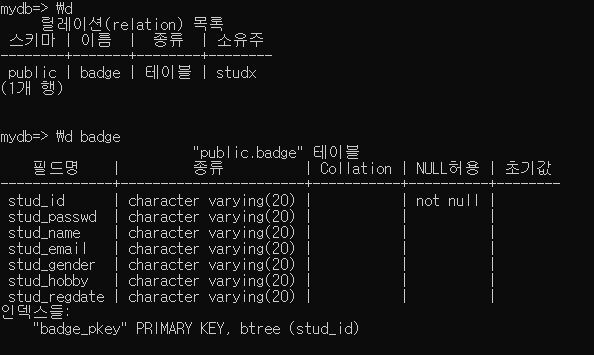 mydb=> ₩d
릴레이션(relation) 목록
스키마 | 이름 | 종류 | 소유주
--------+-------+--------+--------
public | badge | 테이블 | studx
(1개 행)
mydb=> ₩d badge
"public.badge" 테이블
필드명 | 종류 | Collation | NULL허용 | 초기값
--------------+-----------------------+-----------+----------+--------
stud_id | character varying(20) | | not null |
stud_passwd | character varying(20) | | |
stud_name | character varying(20) | | |
stud_email | character varying(20) | | |
stud_gender | character varying(20) | | |
stud_hobby | character varying(20) | | |
stud_regdate | character varying(20) | | |
인덱스들:
"badge_pkey" PRIMARY KEY, btree (stud_id)